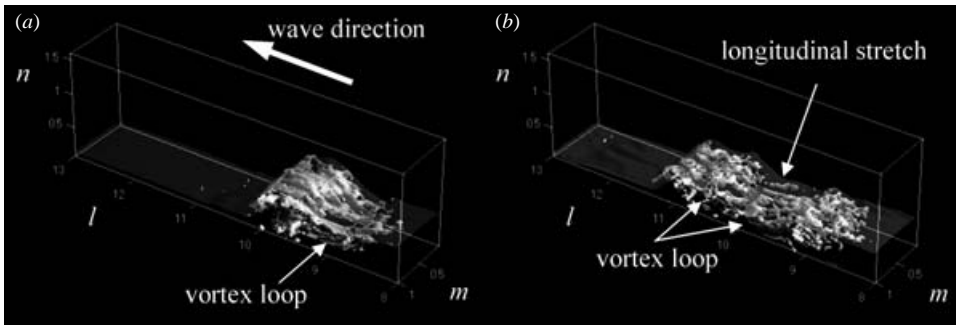 (a)
wave direction
n
1.5
1
0.5
13
12
11
10
9
8
l
0.5
1
m
vortex loop
(b)
longitudinal stretch
n
1.5
1
0.5
13
12
11
10
9
8
l
0.5
1
m
vortex loop